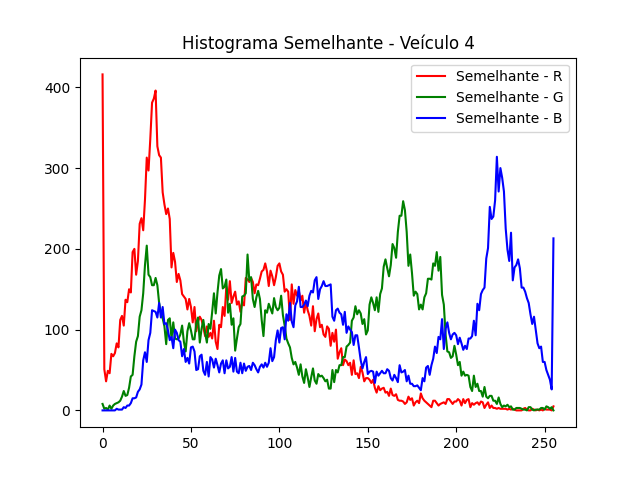 Histograma Semelhante - Veículo 4
Semelhante - R
Semelhante - G
Semelhante - B
400
300
200
100
0
0 50 100 150 200 250